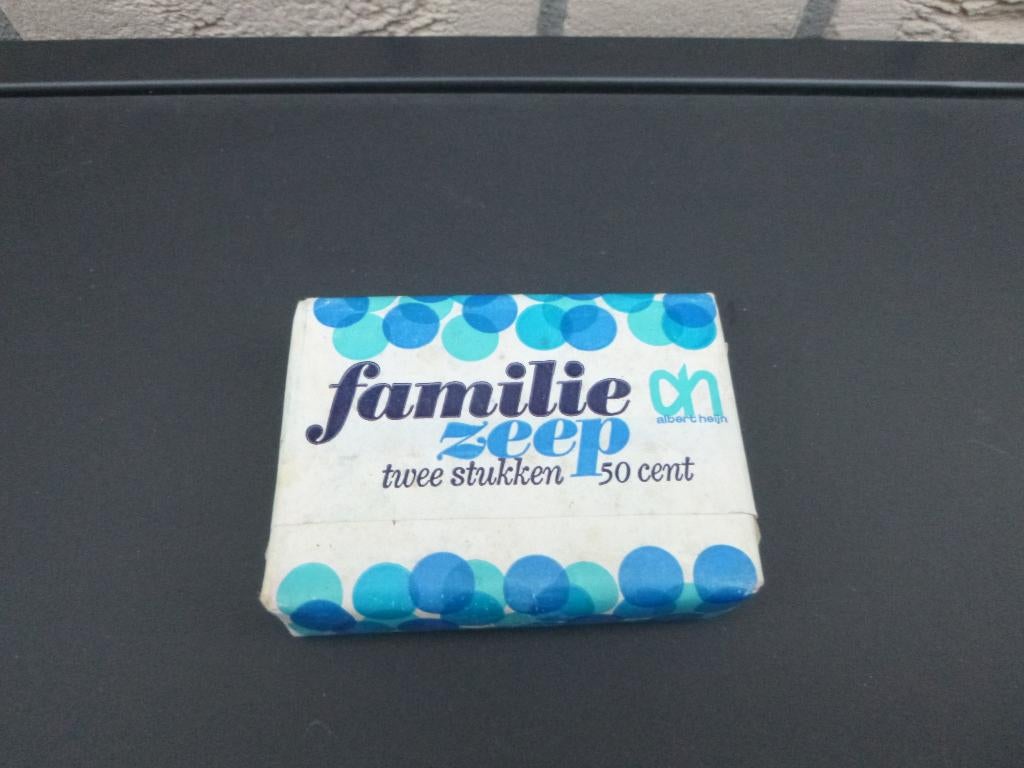 familie
zeep
twee stukken 50 cent
ah
albert heijn